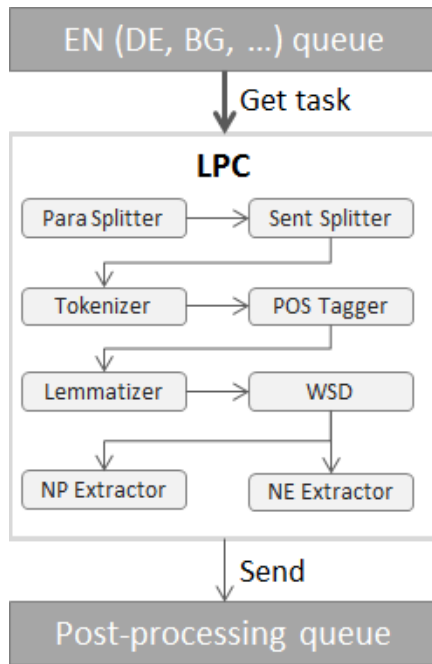 EN (DE, BG, ...) queue
Get task
LPC
Para Splitter
Sent Splitter
Tokenizer
POS Tagger
Lemmatizer
WSD
NP Extractor
NE Extractor
Send
Post-processing queue